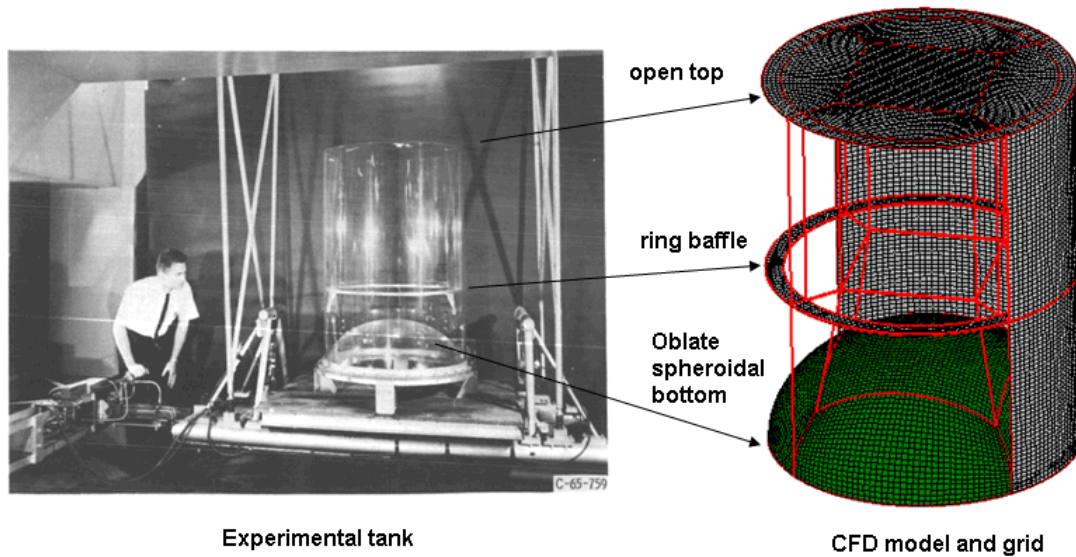 open top
ring baffle
Oblate
spheroidal
bottom
C-65-759
Experimental tank
CFD model and grid